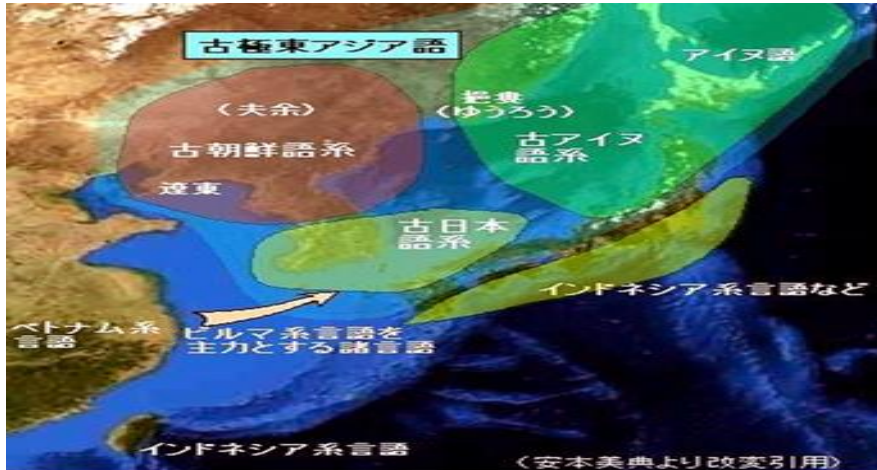 古極東アジア語
アイヌ語
(夫余)
挹婁
(ゆうろう)
古朝鮮語系
古アイヌ
語系
遼東
古日本
語系
インドネシア系言語など
ベトナム系
言語
ビルマ系言語を
主力とする諸言語
インドネシア系言語
(安本美典より改変引用)